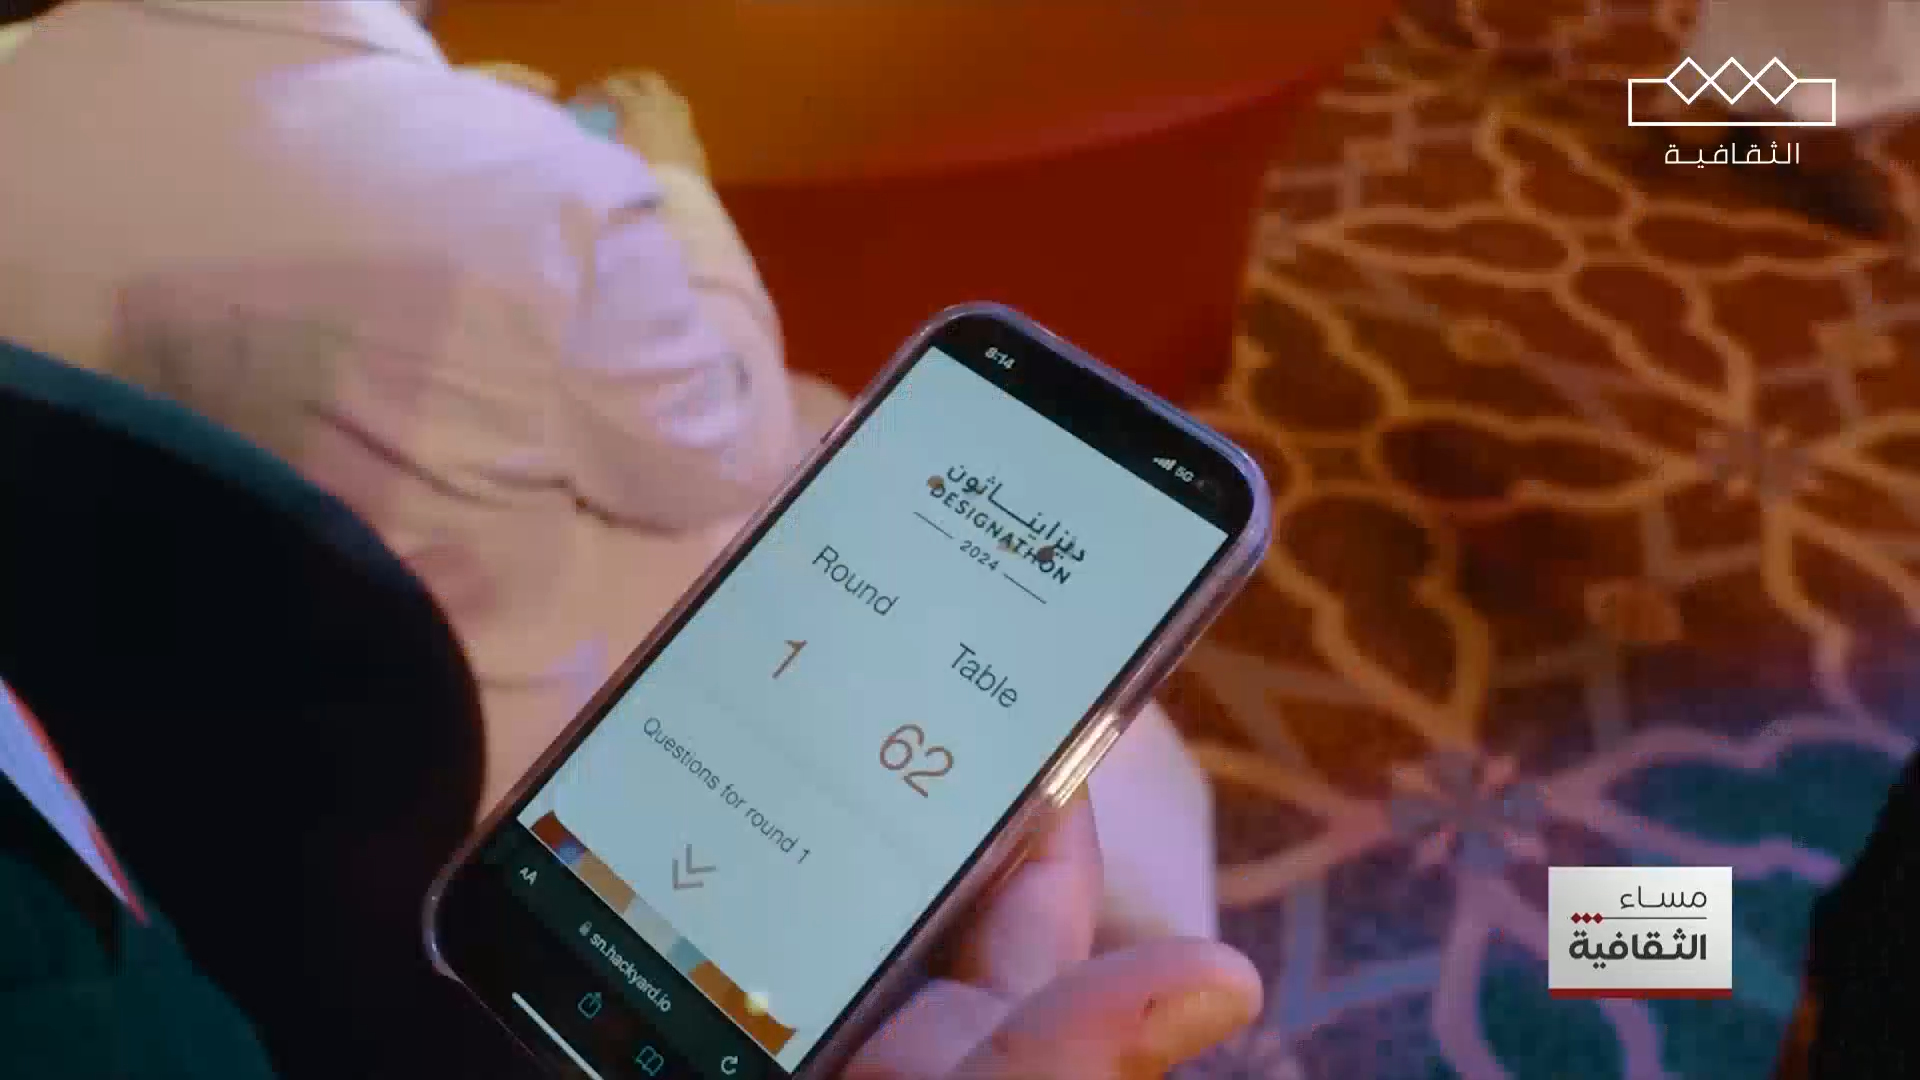 الثقافية
8:14
5G
ديزاينـــاثون
DESIGNATHON
2024
Round
1
Table
62
Questions for round 1
AA
sn.hackyard.io
مساء
الثقافية